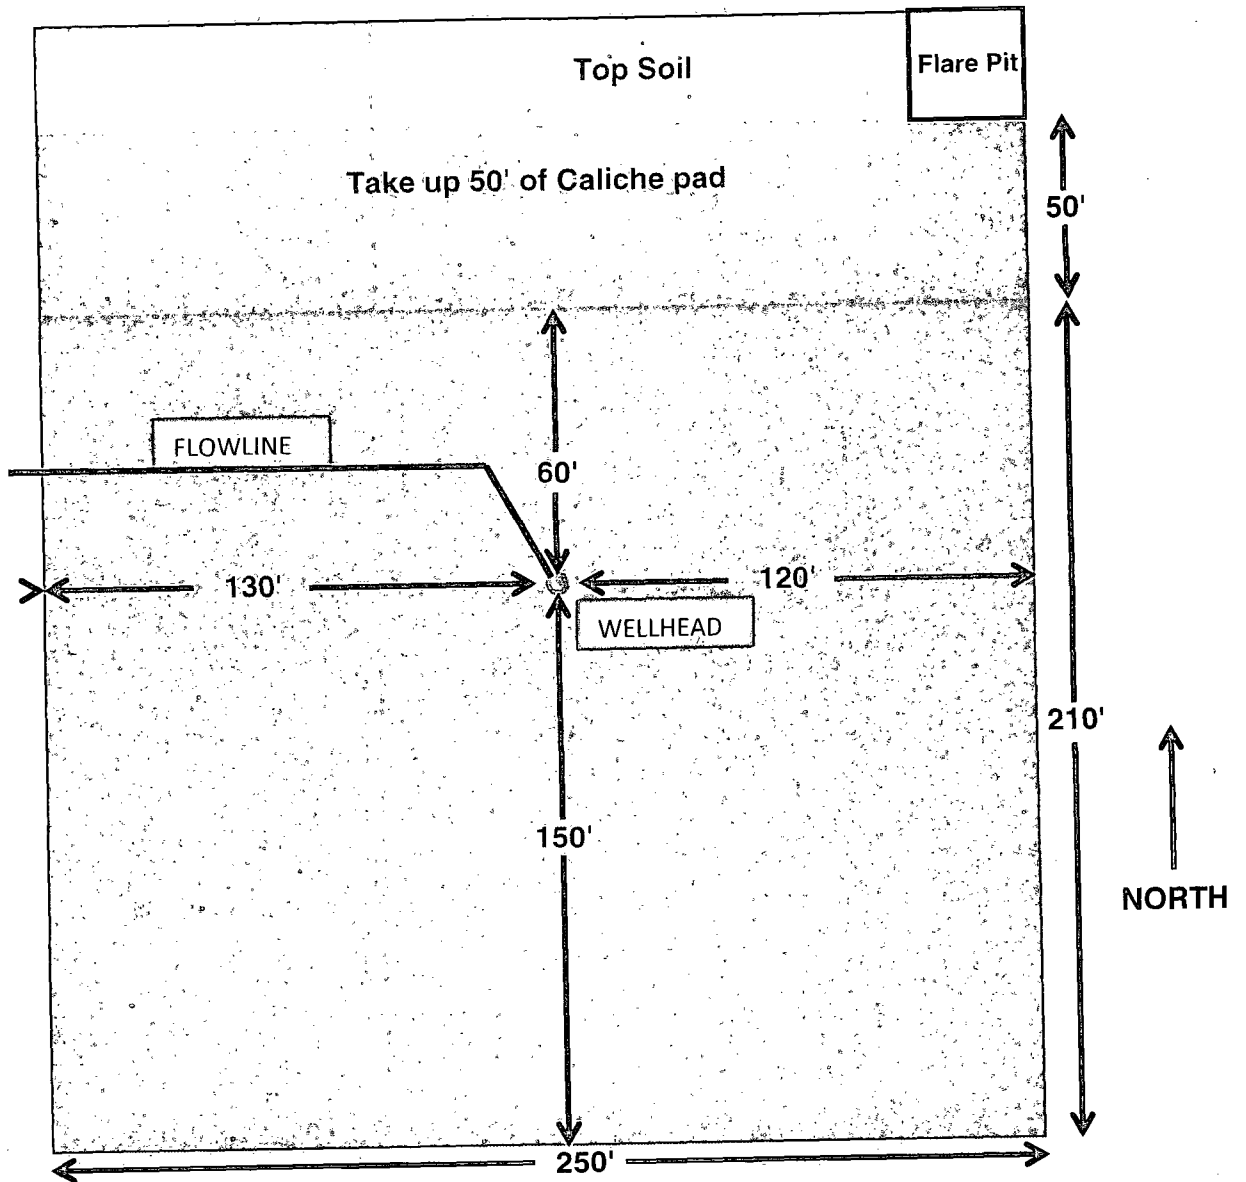 Top Soil
Flare Pit
Take up 50' of Caliche pad
50'
FLOWLINE
60'
130'
120'
WELLHEAD
210'
150'
NORTH
250'